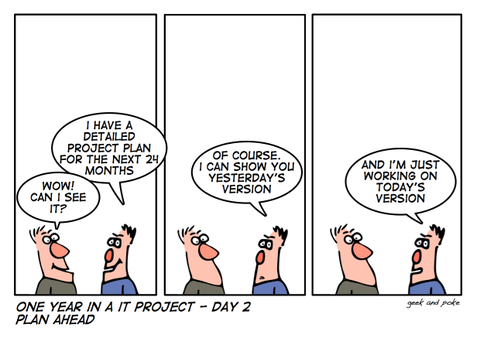 I HAVE A
DETAILED
PROJECT PLAN
FOR THE NEXT 24
MONTHS
WOW!
CAN I SEE
IT?
OF COURSE.
I CAN SHOW YOU
YESTERDAY'S
VERSION
AND I'M JUST
WORKING ON
TODAY'S
VERSION
geek and poke
ONE YEAR IN A IT PROJECT - DAY 2
PLAN AHEAD